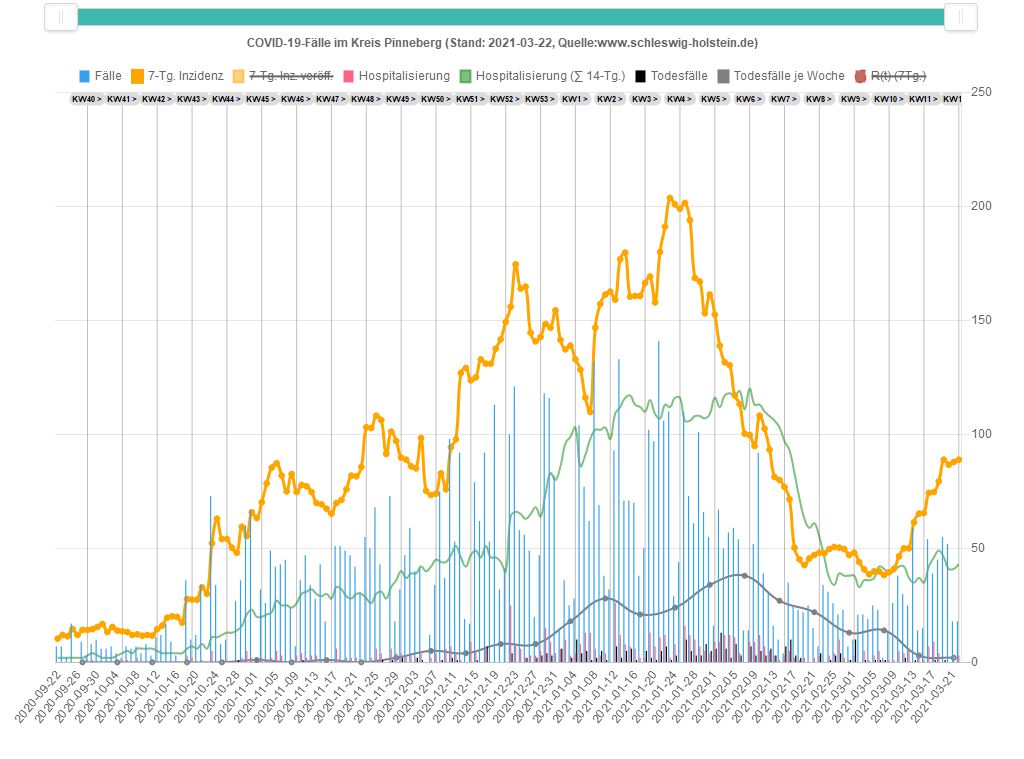 COVID-19-Fälle im Kreis Pinneberg (Stand: 2021-03-22, Quelle:www.schleswig-holstein.de)
Fälle 7-Tg. Inzidenz 7-Tg. Inz. veröff. Hospitalisierung Hospitalisierung (∑ 14-Tg.) Todesfälle Todesfälle je Woche R(t) (7Tg.)
KW40 > KW41 > KW42 > KW43 > KW44 > KW45 > KW46 > KW47 > KW48 > KW49 > KW50 > KW51 > KW52 > KW53 > KW1 > KW2 > KW3 > KW4 > KW5 > KW6 > KW7 > KW8 > KW9 > KW10 > KW11 > KW1
250
200
150
100
50
0
2020-09-22 2020-09-26 2020-09-30 2020-10-04 2020-10-08 2020-10-12 2020-10-16 2020-10-20 2020-10-24 2020-10-28 2020-11-01 2020-11-05 2020-11-09 2020-11-13 2020-11-17 2020-11-21 2020-11-25 2020-11-29 2020-12-03 2020-12-07 2020-12-11 2020-12-15 2020-12-19 2020-12-23 2020-12-27 2020-12-31 2021-01-04 2021-01-08 2021-01-12 2021-01-16 2021-01-20 2021-01-24 2021-01-28 2021-02-01 2021-02-05 2021-02-09 2021-02-13 2021-02-17 2021-02-21 2021-02-25 2021-03-01 2021-03-05 2021-03-09 2021-03-13 2021-03-17 2021-03-21